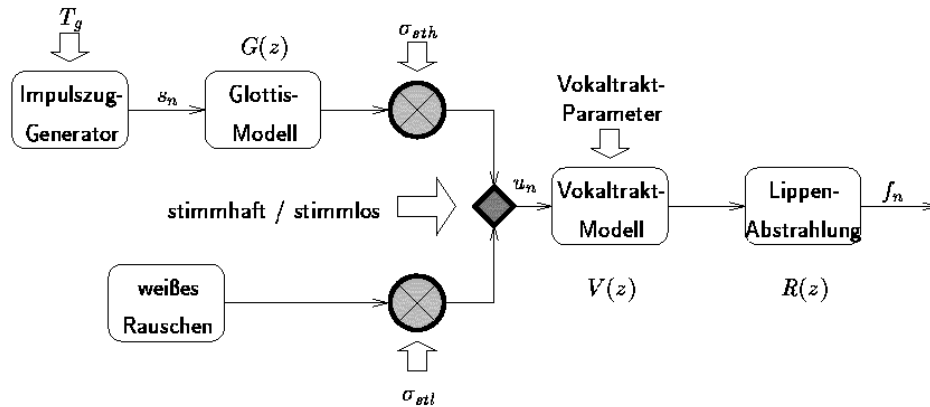 T_g
σ_sth
G(z)
Impulszug-
Generator
s_n
Glottis-
Modell
Vokaltrakt-
Parameter
stimmhaft / stimmlos
u_n
Vokaltrakt-
Modell
Lippen-
Abstrahlung
f_n
weißes
Rauschen
V(z)
R(z)
σ_stl